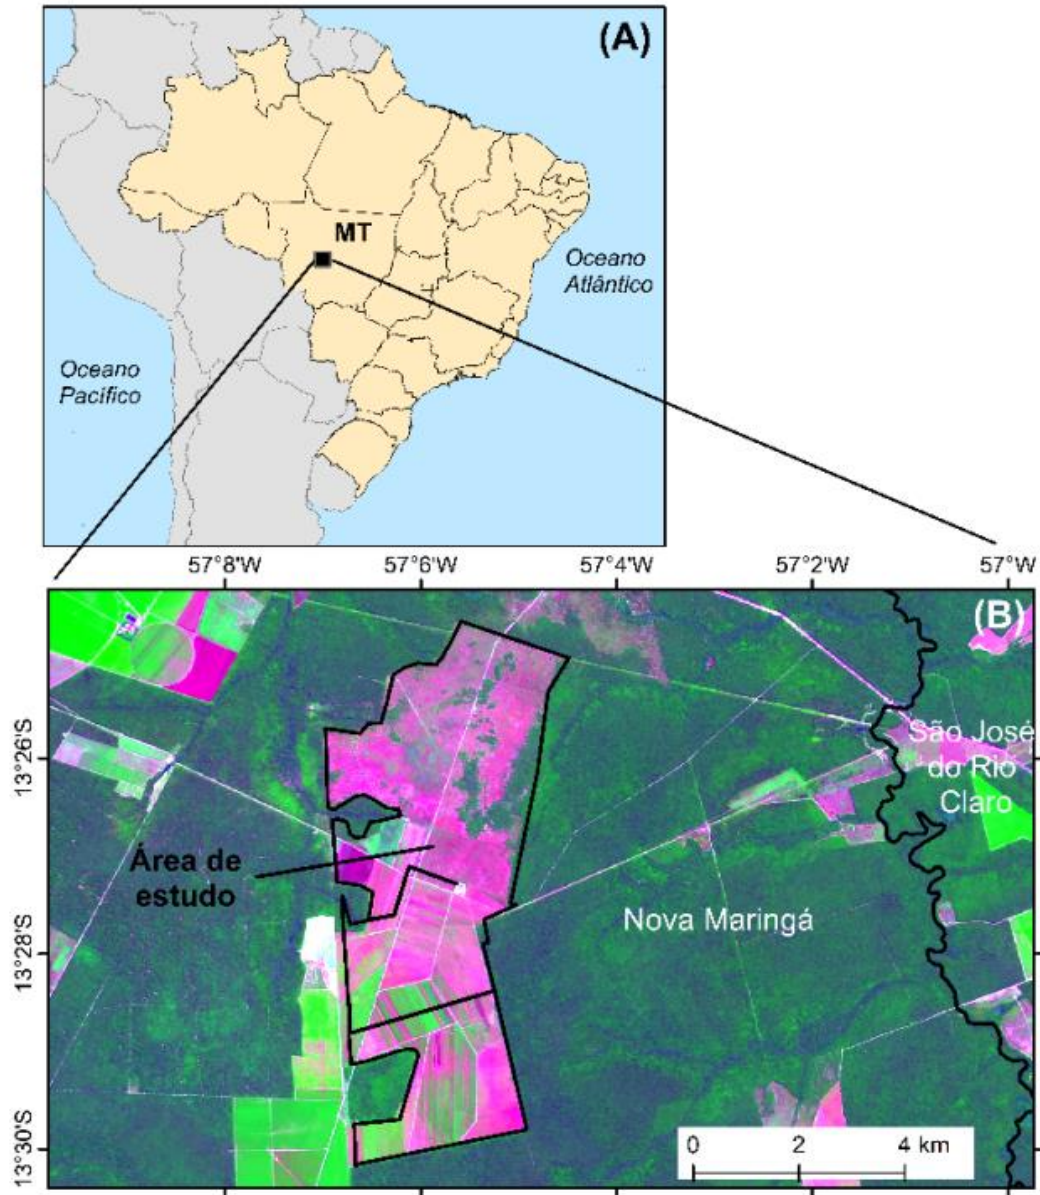 (A)
MT
Oceano
Atlântico
Oceano
Pacífico
57°8'W
57°6'W
57°4'W
57°2'W
57°W
(B)
13°26'S
São José
do Rio
Claro
Área de
estudo
Nova Maringá
13°28'S
13°30'S
0 2 4 km